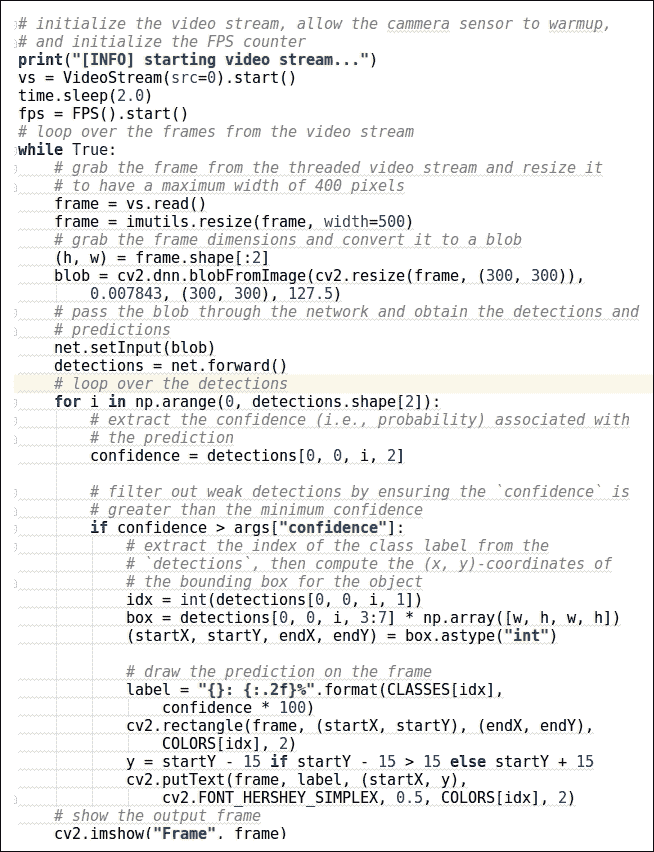 # initialize the video stream, allow the cammera sensor to warmup,
# and initialize the FPS counter
print("[INFO] starting video stream...")
vs = VideoStream(src=0).start()
time.sleep(2.0)
fps = FPS().start()
# loop over the frames from the video stream
while True:
    # grab the frame from the threaded video stream and resize it
    # to have a maximum width of 400 pixels
    frame = vs.read()
    frame = imutils.resize(frame, width=500)
    # grab the frame dimensions and convert it to a blob
    (h, w) = frame.shape[:2]
    blob = cv2.dnn.blobFromImage(cv2.resize(frame, (300, 300)),
        0.007843, (300, 300), 127.5)
    # pass the blob through the network and obtain the detections and
    # predictions
    net.setInput(blob)
    detections = net.forward()
    # loop over the detections
    for i in np.arange(0, detections.shape[2]):
        # extract the confidence (i.e., probability) associated with
        # the prediction
        confidence = detections[0, 0, i, 2]

        # filter out weak detections by ensuring the `confidence` is
        # greater than the minimum confidence
        if confidence > args["confidence"]:
            # extract the index of the class label from the
            # `detections`, then compute the (x, y)-coordinates of
            # the bounding box for the object
            idx = int(detections[0, 0, i, 1])
            box = detections[0, 0, i, 3:7] * np.array([w, h, w, h])
            (startX, startY, endX, endY) = box.astype("int")

            # draw the prediction on the frame
            label = "{}: {:.2f}%".format(CLASSES[idx],
                confidence * 100)
            cv2.rectangle(frame, (startX, startY), (endX, endY),
                COLORS[idx], 2)
            y = startY - 15 if startY - 15 > 15 else startY + 15
            cv2.putText(frame, label, (startX, y),
                cv2.FONT_HERSHEY_SIMPLEX, 0.5, COLORS[idx], 2)
    # show the output frame
    cv2.imshow("Frame", frame)